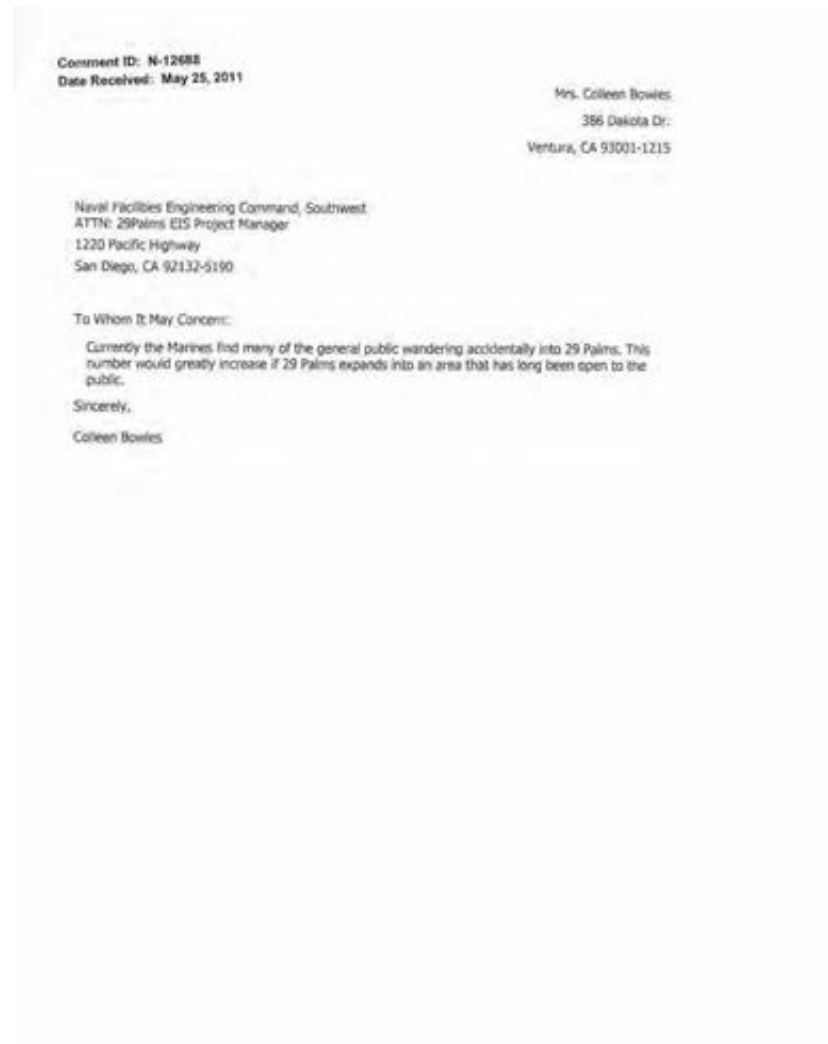 Comment ID: N-12688
Date Received: May 25, 2011
Mrs. Colleen Bowles
386 Dakota Dr.
Ventura, CA 93001-1215
Naval Facilities Engineering Command, Southwest
ATTN: 29Palms EIS Project Manager
1220 Pacific Highway
San Diego, CA 92132-5190
To Whom It May Concern:
Currently the Marines find many of the general public wandering accidentally into 29 Palms. This
number would greatly increase if 29 Palms expands into an area that has long been open to the
public.
Sincerely,
Colleen Bowles